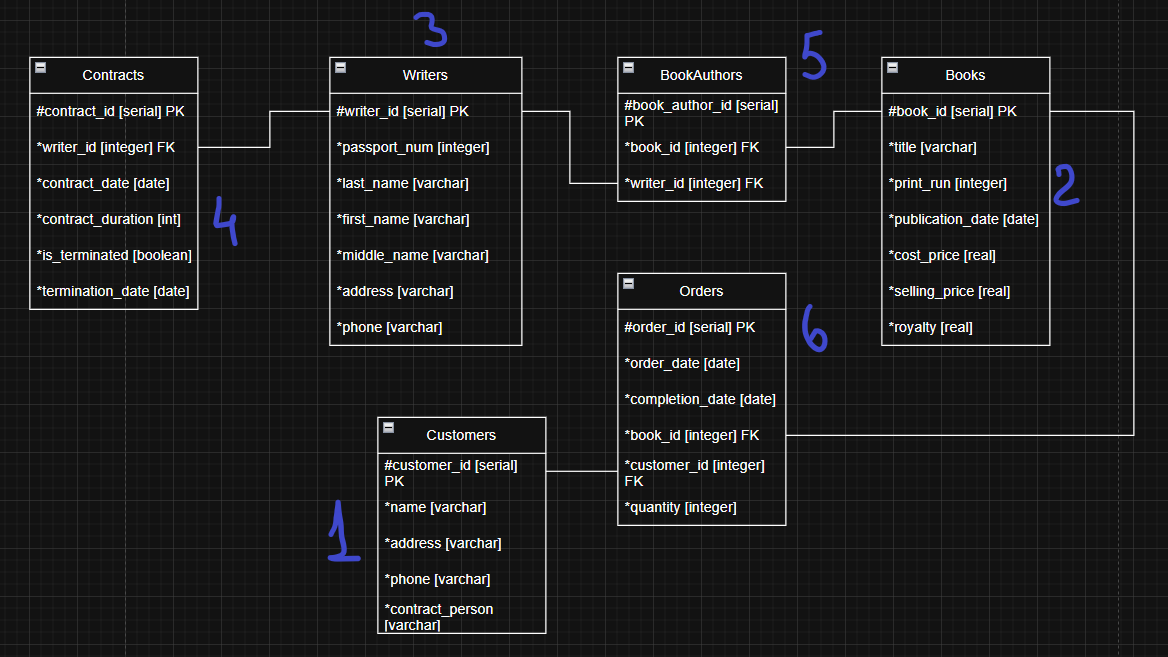 3
Contracts
#contract_id [serial] PK
*writer_id [integer] FK
*contract_date [date]
*contract_duration [int]
*is_terminated [boolean]
*termination_date [date]
4
Writers
#writer_id [serial] PK
*passport_num [integer]
*last_name [varchar]
*first_name [varchar]
*middle_name [varchar]
*address [varchar]
*phone [varchar]
BookAuthors
#book_author_id [serial]
PK
*book_id [integer] FK
*writer_id [integer] FK
5
Books
#book_id [serial] PK
*title [varchar]
*print_run [integer]
*publication_date [date]
*cost_price [real]
*selling_price [real]
*royalty [real]
2
Orders
#order_id [serial] PK
*order_date [date]
*completion_date [date]
*book_id [integer] FK
*customer_id [integer]
FK
*quantity [integer]
6
Customers
#customer_id [serial]
PK
*name [varchar]
*address [varchar]
*phone [varchar]
*contract_person
[varchar]
1